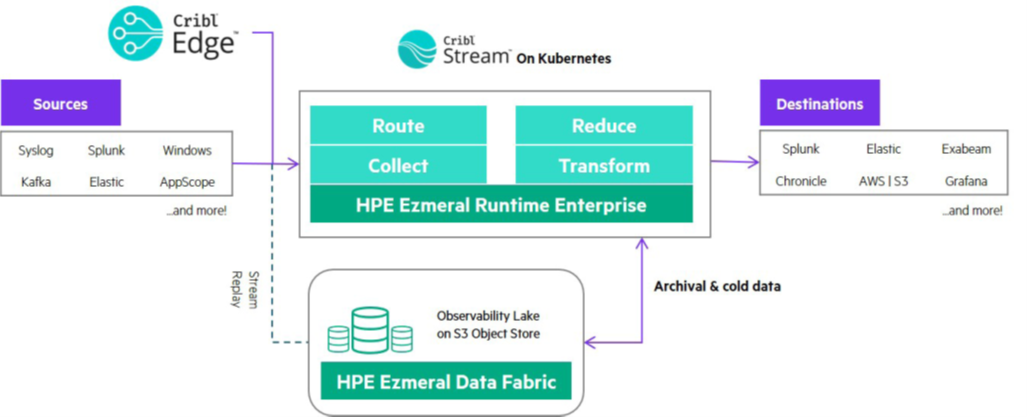 Cribl
Edge™
Cribl
Stream™ On Kubernetes
Sources
Syslog Splunk Windows
Kafka Elastic AppScope
...and more!
Route Reduce
Collect Transform
HPE Ezmeral Runtime Enterprise
Destinations
Splunk Elastic Exabeam
Chronicle AWS | S3 Grafana
...and more!
Stream
Replay
Archival & cold data
Observability Lake
on S3 Object Store
HPE Ezmeral Data Fabric